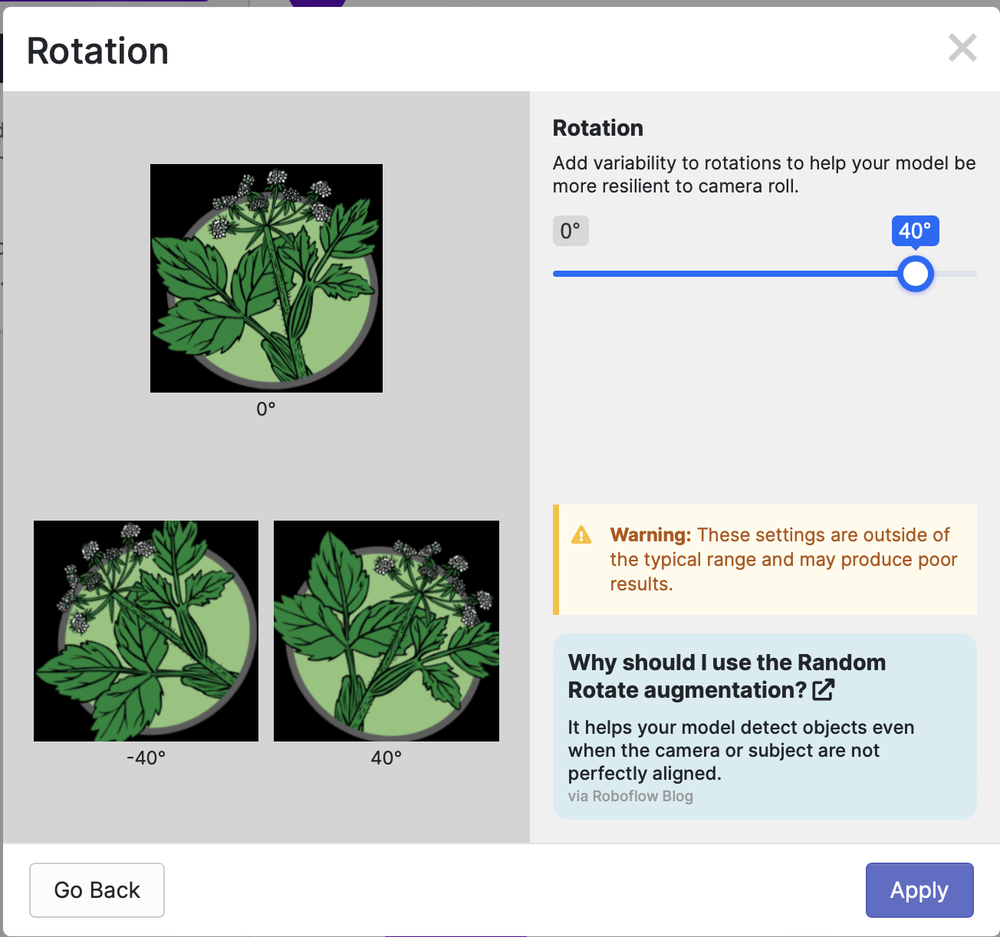 Rotation
Rotation
Add variability to rotations to help your model be
more resilient to camera roll.
0°
40°
0°
Warning: These settings are outside of
the typical range and may produce poor
results.
Why should I use the Random
Rotate augmentation?
It helps your model detect objects even
when the camera or subject are not
perfectly aligned.
via Roboflow Blog
-40°
40°
Go Back
Apply